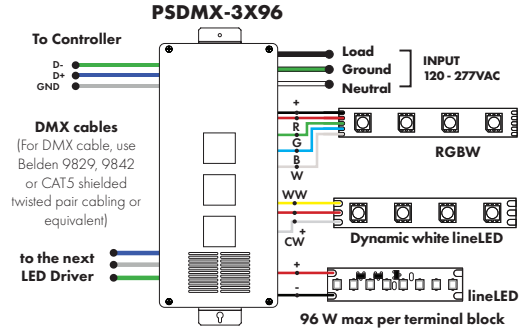 PSDMX-3X96
To Controller
D-
D+
GND
DMX cables
(For DMX cable, use
Belden 9829, 9842
or CAT5 shielded
twisted pair cabling or
equivalent)
to the next
LED Driver
Load
Ground
Neutral
INPUT
120 - 277VAC
+
R
G
B
W
RGBW
WW
+
CW
Dynamic white lineLED
+
-
lineLED
96 W max per terminal block